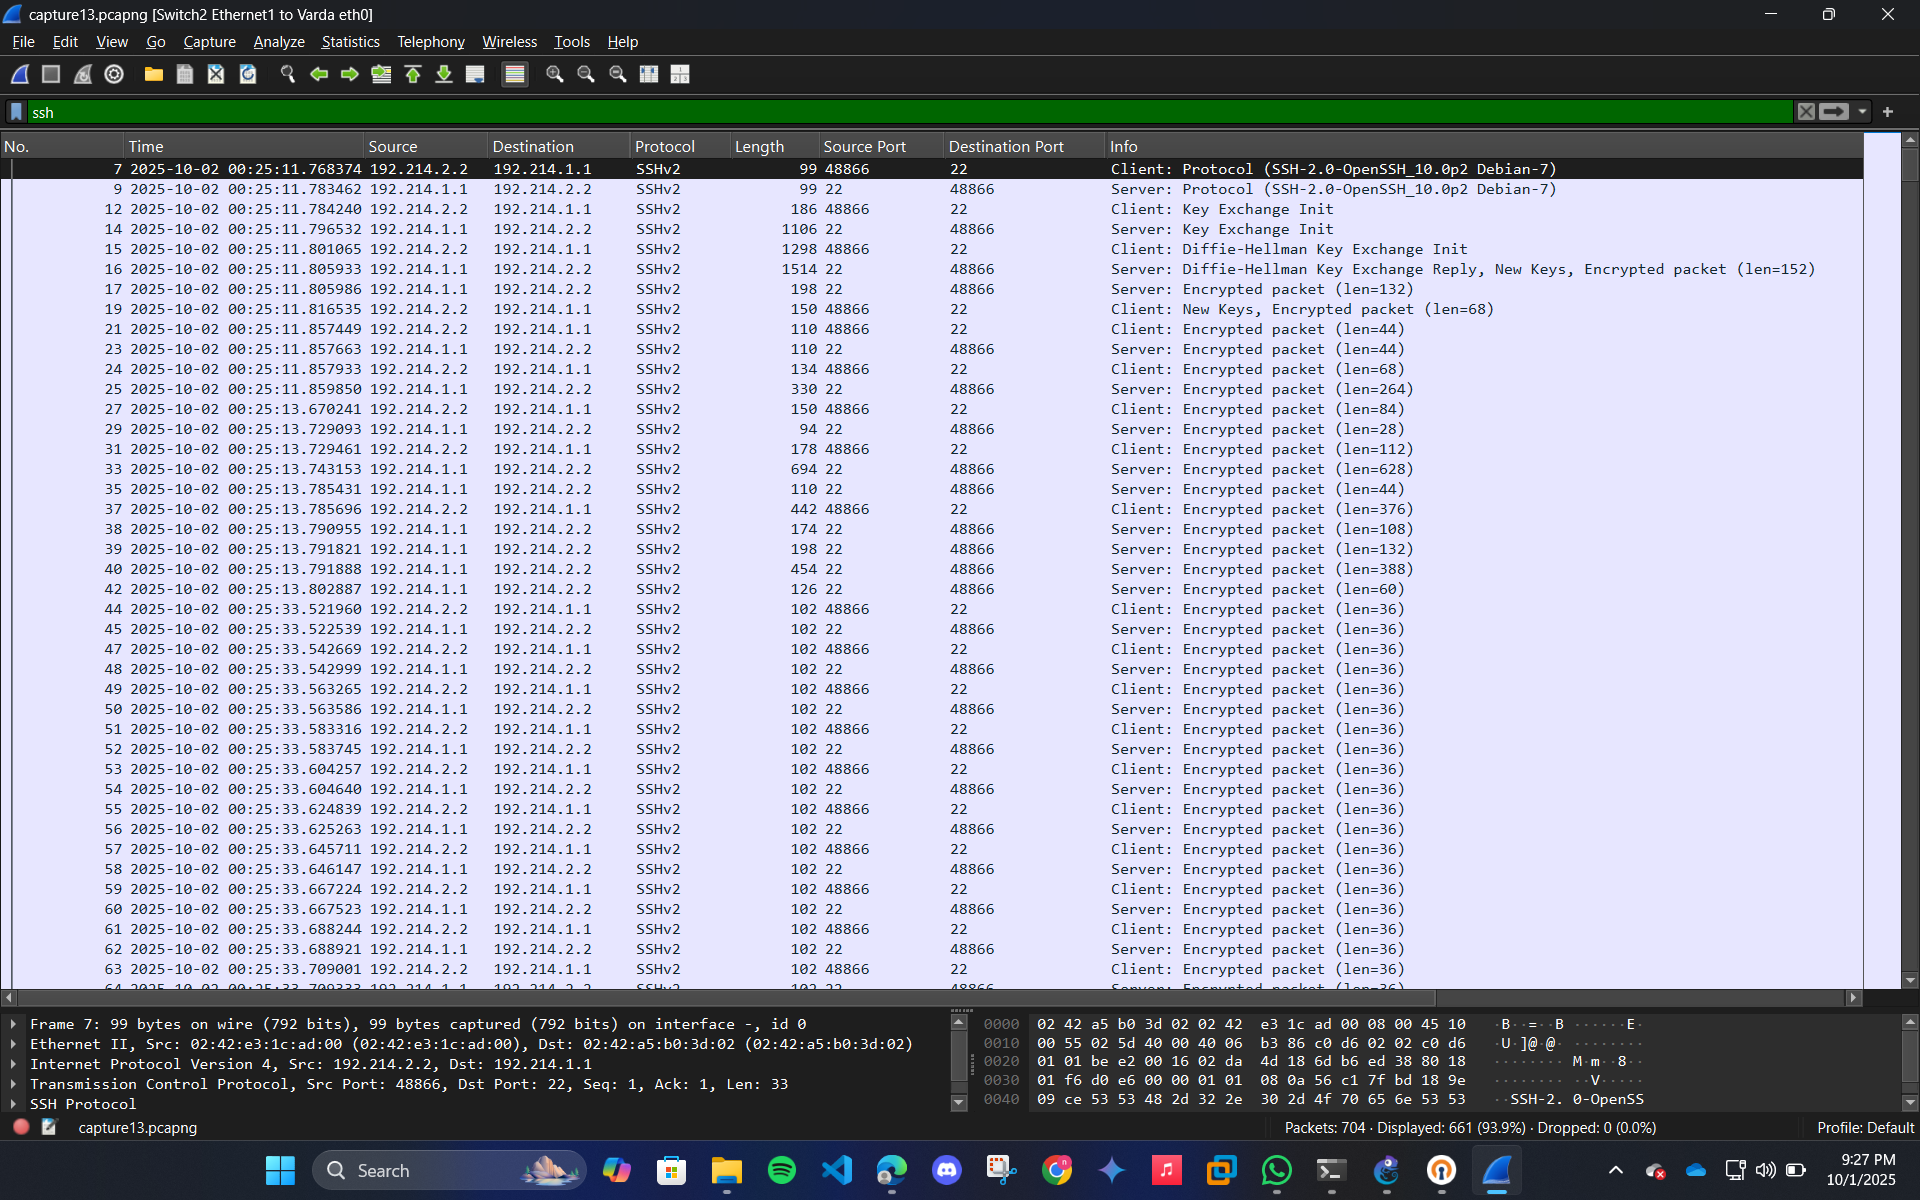 capture13.pcapng [Switch2 Ethernet1 to Varda eth0]
File Edit View Go Capture Analyze Statistics Telephony Wireless Tools Help
ssh
No. Time Source Destination Protocol Length Source Port Destination Port Info
7 2025-10-02 00:25:11.768374 192.214.2.2 192.214.1.1 SSHv2 99 48866 22 Client: Protocol (SSH-2.0-OpenSSH_10.0p2 Debian-7)
9 2025-10-02 00:25:11.783462 192.214.1.1 192.214.2.2 SSHv2 99 22 48866 Server: Protocol (SSH-2.0-OpenSSH_10.0p2 Debian-7)
12 2025-10-02 00:25:11.784240 192.214.2.2 192.214.1.1 SSHv2 186 48866 22 Client: Key Exchange Init
14 2025-10-02 00:25:11.796532 192.214.1.1 192.214.2.2 SSHv2 1106 22 48866 Server: Key Exchange Init
15 2025-10-02 00:25:11.801065 192.214.2.2 192.214.1.1 SSHv2 1298 48866 22 Client: Diffie-Hellman Key Exchange Init
16 2025-10-02 00:25:11.805933 192.214.1.1 192.214.2.2 SSHv2 1514 22 48866 Server: Diffie-Hellman Key Exchange Reply, New Keys, Encrypted packet (len=152)
17 2025-10-02 00:25:11.805986 192.214.1.1 192.214.2.2 SSHv2 198 22 48866 Server: Encrypted packet (len=132)
19 2025-10-02 00:25:11.816535 192.214.2.2 192.214.1.1 SSHv2 150 48866 22 Client: New Keys, Encrypted packet (len=68)
21 2025-10-02 00:25:11.857449 192.214.2.2 192.214.1.1 SSHv2 110 48866 22 Client: Encrypted packet (len=44)
23 2025-10-02 00:25:11.857663 192.214.1.1 192.214.2.2 SSHv2 110 22 48866 Server: Encrypted packet (len=44)
24 2025-10-02 00:25:11.857933 192.214.2.2 192.214.1.1 SSHv2 134 48866 22 Client: Encrypted packet (len=68)
25 2025-10-02 00:25:11.859850 192.214.1.1 192.214.2.2 SSHv2 330 22 48866 Server: Encrypted packet (len=264)
27 2025-10-02 00:25:13.670241 192.214.2.2 192.214.1.1 SSHv2 150 48866 22 Client: Encrypted packet (len=84)
29 2025-10-02 00:25:13.729093 192.214.1.1 192.214.2.2 SSHv2 94 22 48866 Server: Encrypted packet (len=28)
31 2025-10-02 00:25:13.729461 192.214.2.2 192.214.1.1 SSHv2 178 48866 22 Client: Encrypted packet (len=112)
33 2025-10-02 00:25:13.743153 192.214.1.1 192.214.2.2 SSHv2 694 22 48866 Server: Encrypted packet (len=628)
35 2025-10-02 00:25:13.785431 192.214.1.1 192.214.2.2 SSHv2 110 22 48866 Server: Encrypted packet (len=44)
37 2025-10-02 00:25:13.785696 192.214.2.2 192.214.1.1 SSHv2 442 48866 22 Client: Encrypted packet (len=376)
38 2025-10-02 00:25:13.790955 192.214.1.1 192.214.2.2 SSHv2 174 22 48866 Server: Encrypted packet (len=108)
39 2025-10-02 00:25:13.791821 192.214.1.1 192.214.2.2 SSHv2 198 22 48866 Server: Encrypted packet (len=132)
40 2025-10-02 00:25:13.791888 192.214.1.1 192.214.2.2 SSHv2 454 22 48866 Server: Encrypted packet (len=388)
42 2025-10-02 00:25:13.802887 192.214.1.1 192.214.2.2 SSHv2 126 22 48866 Server: Encrypted packet (len=60)
44 2025-10-02 00:25:33.521960 192.214.2.2 192.214.1.1 SSHv2 102 48866 22 Client: Encrypted packet (len=36)
45 2025-10-02 00:25:33.522539 192.214.1.1 192.214.2.2 SSHv2 102 22 48866 Server: Encrypted packet (len=36)
47 2025-10-02 00:25:33.542669 192.214.2.2 192.214.1.1 SSHv2 102 48866 22 Client: Encrypted packet (len=36)
48 2025-10-02 00:25:33.542999 192.214.1.1 192.214.2.2 SSHv2 102 22 48866 Server: Encrypted packet (len=36)
49 2025-10-02 00:25:33.563265 192.214.2.2 192.214.1.1 SSHv2 102 48866 22 Client: Encrypted packet (len=36)
50 2025-10-02 00:25:33.563586 192.214.1.1 192.214.2.2 SSHv2 102 22 48866 Server: Encrypted packet (len=36)
51 2025-10-02 00:25:33.583316 192.214.2.2 192.214.1.1 SSHv2 102 48866 22 Client: Encrypted packet (len=36)
52 2025-10-02 00:25:33.583745 192.214.1.1 192.214.2.2 SSHv2 102 22 48866 Server: Encrypted packet (len=36)
53 2025-10-02 00:25:33.604257 192.214.2.2 192.214.1.1 SSHv2 102 48866 22 Client: Encrypted packet (len=36)
54 2025-10-02 00:25:33.604640 192.214.1.1 192.214.2.2 SSHv2 102 22 48866 Server: Encrypted packet (len=36)
55 2025-10-02 00:25:33.624839 192.214.2.2 192.214.1.1 SSHv2 102 48866 22 Client: Encrypted packet (len=36)
56 2025-10-02 00:25:33.625263 192.214.1.1 192.214.2.2 SSHv2 102 22 48866 Server: Encrypted packet (len=36)
57 2025-10-02 00:25:33.645711 192.214.2.2 192.214.1.1 SSHv2 102 48866 22 Client: Encrypted packet (len=36)
58 2025-10-02 00:25:33.646147 192.214.1.1 192.214.2.2 SSHv2 102 22 48866 Server: Encrypted packet (len=36)
59 2025-10-02 00:25:33.667224 192.214.2.2 192.214.1.1 SSHv2 102 48866 22 Client: Encrypted packet (len=36)
60 2025-10-02 00:25:33.667523 192.214.1.1 192.214.2.2 SSHv2 102 22 48866 Server: Encrypted packet (len=36)
61 2025-10-02 00:25:33.688244 192.214.2.2 192.214.1.1 SSHv2 102 48866 22 Client: Encrypted packet (len=36)
62 2025-10-02 00:25:33.688921 192.214.1.1 192.214.2.2 SSHv2 102 22 48866 Server: Encrypted packet (len=36)
63 2025-10-02 00:25:33.709001 192.214.2.2 192.214.1.1 SSHv2 102 48866 22 Client: Encrypted packet (len=36)
64 2025-10-02 00:25:33.709333 192.214.1.1 192.214.2.2 SSHv2 102 22 48866 Server: Encrypted packet (len=36)
Frame 7: 99 bytes on wire (792 bits), 99 bytes captured (792 bits) on interface -, id 0
Ethernet II, Src: 02:42:e3:1c:ad:00 (02:42:e3:1c:ad:00), Dst: 02:42:a5:b0:3d:02 (02:42:a5:b0:3d:02)
Internet Protocol Version 4, Src: 192.214.2.2, Dst: 192.214.1.1
Transmission Control Protocol, Src Port: 48866, Dst Port: 22, Seq: 1, Ack: 1, Len: 33
SSH Protocol
0000 02 42 a5 b0 3d 02 02 42 e3 1c ad 00 08 00 45 10 ·B··=··B ······E·
0010 00 55 02 5d 40 00 40 06 b3 86 c0 d6 02 02 c0 d6 ·U·]@·@· ········
0020 01 01 be e2 00 16 02 da 4d 18 6d b6 ed 38 80 18 ········ M·m··8··
0030 01 f6 d0 e6 00 00 01 01 08 0a 56 c1 7f bd 18 9e ········ ··V·····
0040 09 ce 53 53 48 2d 32 2e 30 2d 4f 70 65 6e 53 53 ··SSH-2. 0-OpenSS
capture13.pcapng
Packets: 704 · Displayed: 661 (93.9%) · Dropped: 0 (0.0%)
Profile: Default
Search
9:27 PM
10/1/2025